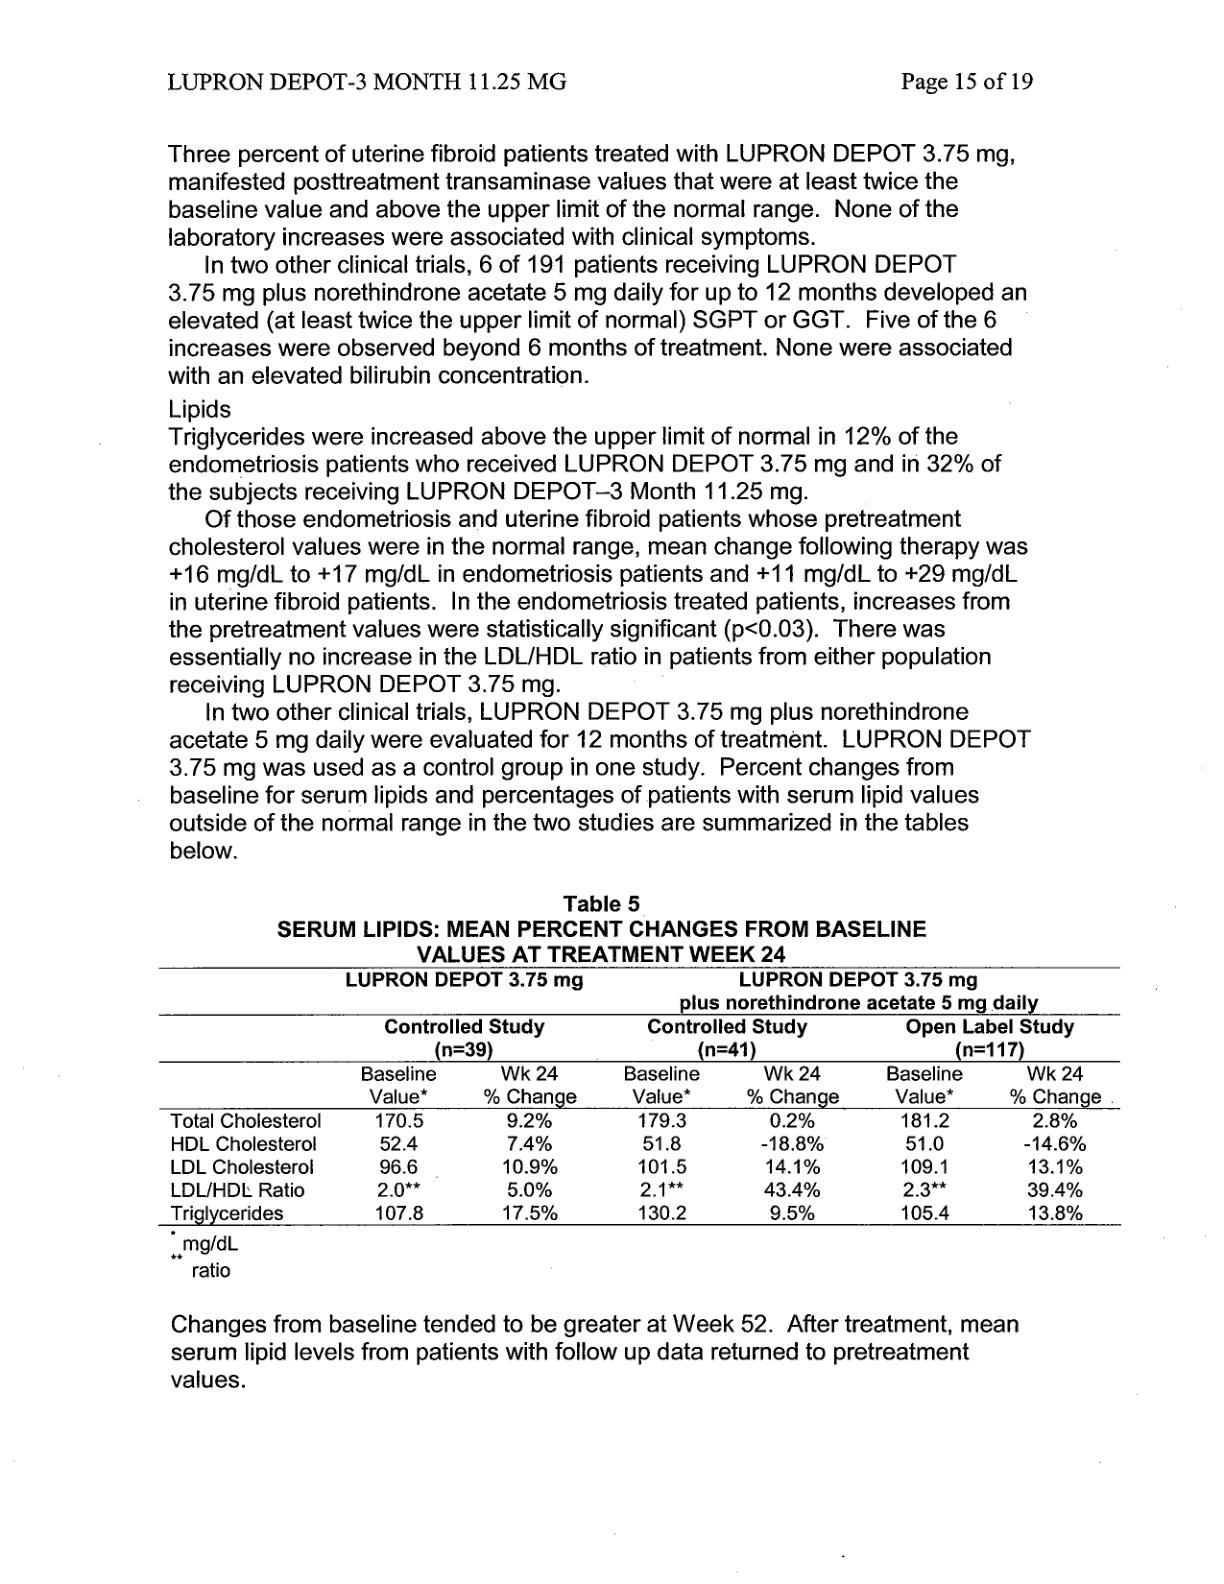 LUPRON DEPOT-3 MONTH 11.25 MG Page 15 of 19
Three percent of uterine fibroid patients treated with LUPRON DEPOT 3.75 mg,
manifested posttreatment transaminase values that were at least twice the
baseline value and above the upper limit of the normal range. None of the
laboratory increases were associated with clinical symptoms.
In two other clinical trials, 6 of 191 patients receiving LUPRON DEPOT
3.75 mg plus norethindrone acetate 5 mg daily for up to 12 months developed an
elevated (at least twice the upper limit of normal) SGPT or GGT. Five of the 6
increases were observed beyond 6 months of treatment. None were associated
with an elevated bilirubin concentration.
Lipids
Triglycerides were increased above the upper limit of normal in 12% of the
endometriosis patients who received LUPRON DEPOT 3.75 mg and in 32% of
the subjects receiving LUPRON DEPOT–3 Month 11.25 mg.
Of those endometriosis and uterine fibroid patients whose pretreatment
cholesterol values were in the normal range, mean change following therapy was
+16 mg/dL to +17 mg/dL in endometriosis patients and +11 mg/dL to +29 mg/dL
in uterine fibroid patients. In the endometriosis treated patients, increases from
the pretreatment values were statistically significant (p<0.03). There was
essentially no increase in the LDL/HDL ratio in patients from either population
receiving LUPRON DEPOT 3.75 mg.
In two other clinical trials, LUPRON DEPOT 3.75 mg plus norethindrone
acetate 5 mg daily were evaluated for 12 months of treatment. LUPRON DEPOT
3.75 mg was used as a control group in one study. Percent changes from
baseline for serum lipids and percentages of patients with serum lipid values
outside of the normal range in the two studies are summarized in the tables
below.
Table 5
SERUM LIPIDS: MEAN PERCENT CHANGES FROM BASELINE
VALUES AT TREATMENT WEEK 24
LUPRON DEPOT 3.75 mg LUPRON DEPOT 3.75 mg
plus norethindrone acetate 5 mg daily
Controlled Study Controlled Study Open Label Study
(n=39) (n=41) (n=117)
Baseline Wk 24 Baseline Wk 24 Baseline Wk 24
Value* % Change Value* % Change Value* % Change
Total Cholesterol 170.5 9.2% 179.3 0.2% 181.2 2.8%
HDL Cholesterol 52.4 7.4% 51.8 -18.8% 51.0 -14.6%
LDL Cholesterol 96.6 10.9% 101.5 14.1% 109.1 13.1%
LDL/HDL Ratio 2.0** 5.0% 2.1** 43.4% 2.3** 39.4%
Triglycerides 107.8 17.5% 130.2 9.5% 105.4 13.8%
* mg/dL
** ratio
Changes from baseline tended to be greater at Week 52. After treatment, mean
serum lipid levels from patients with follow up data returned to pretreatment
values.